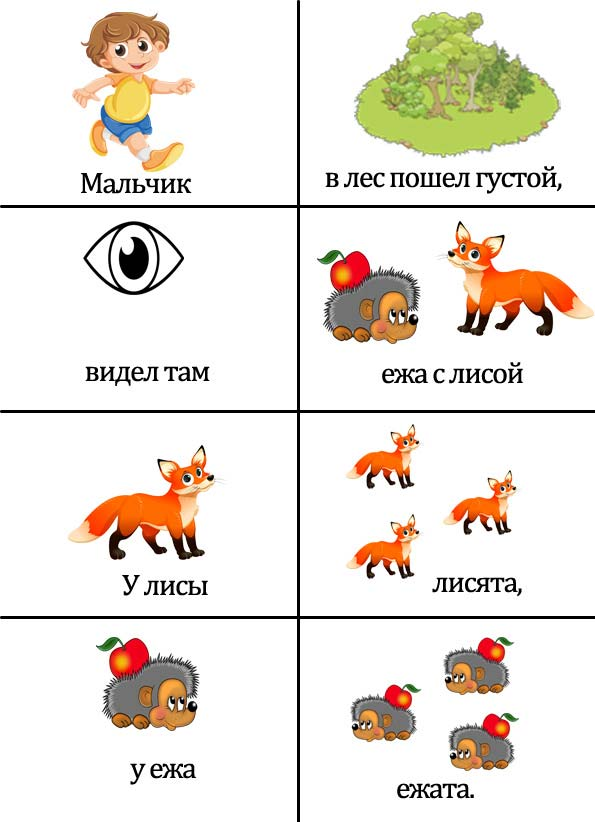 Мальчик
в лес пошел густой,
видел там
ежа с лисой
У лисы
лисята,
у ежа
ежата.